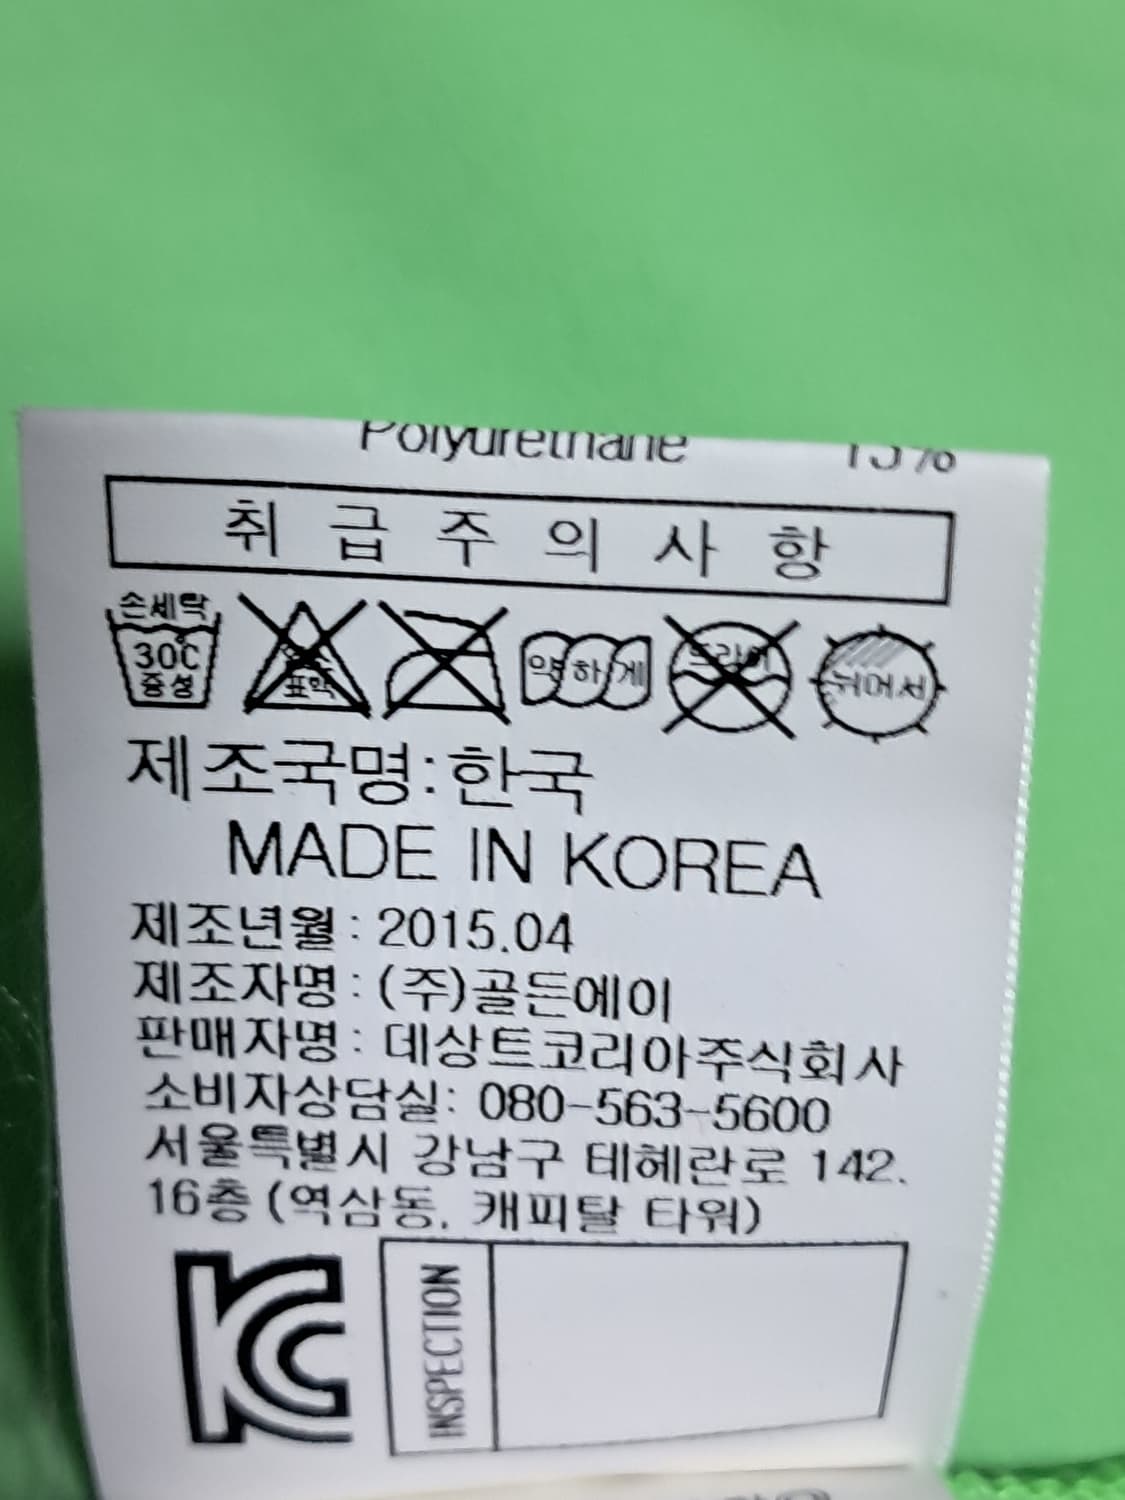 Polyurethane 15%
취급주의사항
손세탁 30℃ 중성 표백 약하게 드라이 뉘어서
제조국명:한국
MADE IN KOREA
제조년월: 2015.04
제조자명: (주)골든에이
판매자명: 데상트코리아주식회사
소비자상담실: 080-563-5600
서울특별시 강남구 테헤란로 142.
16층 (역삼동, 캐피탈 타워)
KC INSPECTION